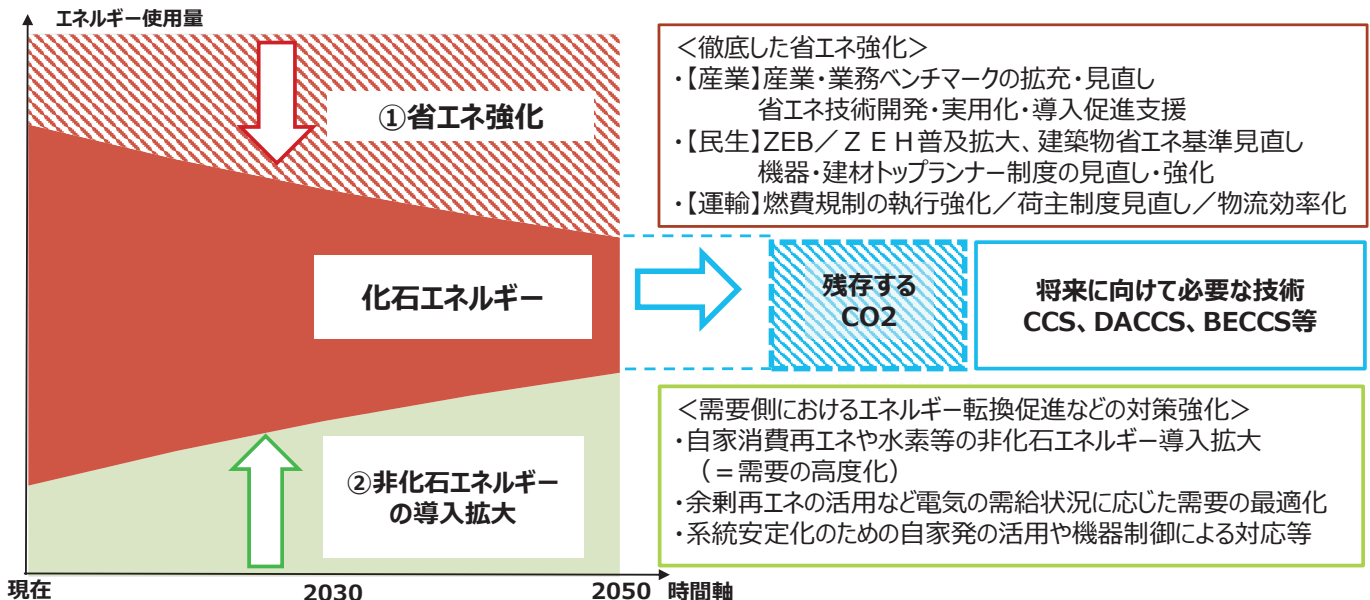 エネルギー使用量
①省エネ強化
化石エネルギー
②非化石エネルギー
の導入拡大
現在
2030
2050
時間軸
＜徹底した省エネ強化＞
・【産業】産業・業務ベンチマークの拡充・見直し
省エネ技術開発・実用化・導入促進支援
・【民生】ZEB／ＺＥＨ普及拡大、建築物省エネ基準見直し
機器・建材トップランナー制度の見直し・強化
・【運輸】燃費規制の執行強化／荷主制度見直し／物流効率化
残存する
CO2
将来に向けて必要な技術
CCS、DACCS、BECCS等
＜需要側におけるエネルギー転換促進などの対策強化＞
・自家消費再エネや水素等の非化石エネルギー導入拡大
（＝需要の高度化）
・余剰再エネの活用など電気の需給状況に応じた需要の最適化
・系統安定化のための自家発の活用や機器制御による対応等